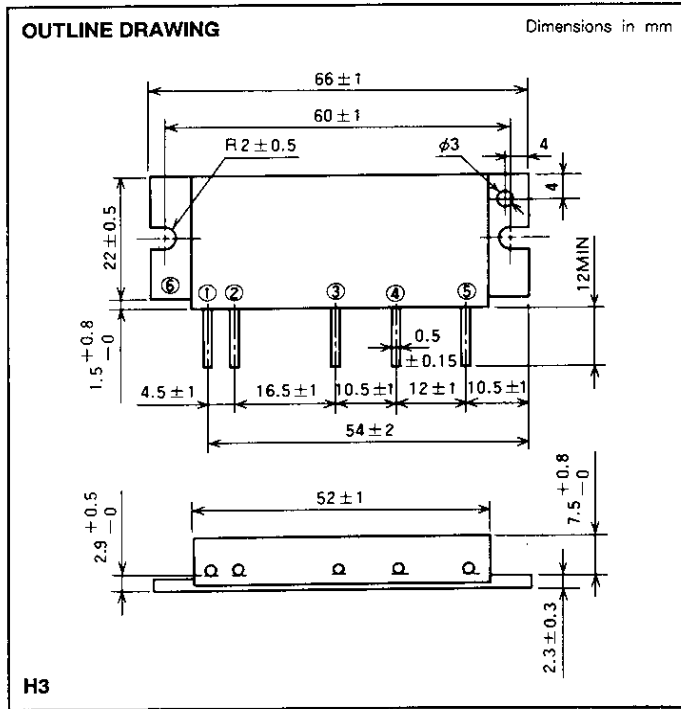 OUTLINE DRAWING
Dimensions in mm
66±1
60±1
R2±0.5
φ3
4
4
22±0.5
12MIN
⑥
①
②
③
④
⑤
0.5
±0.15
1.5 +0.8 -0
4.5±1
16.5±1
10.5±1
12±1
10.5±1
54±2
52±1
2.9 +0.5 -0
7.5 +0.8 -0
2.3±0.3
H3